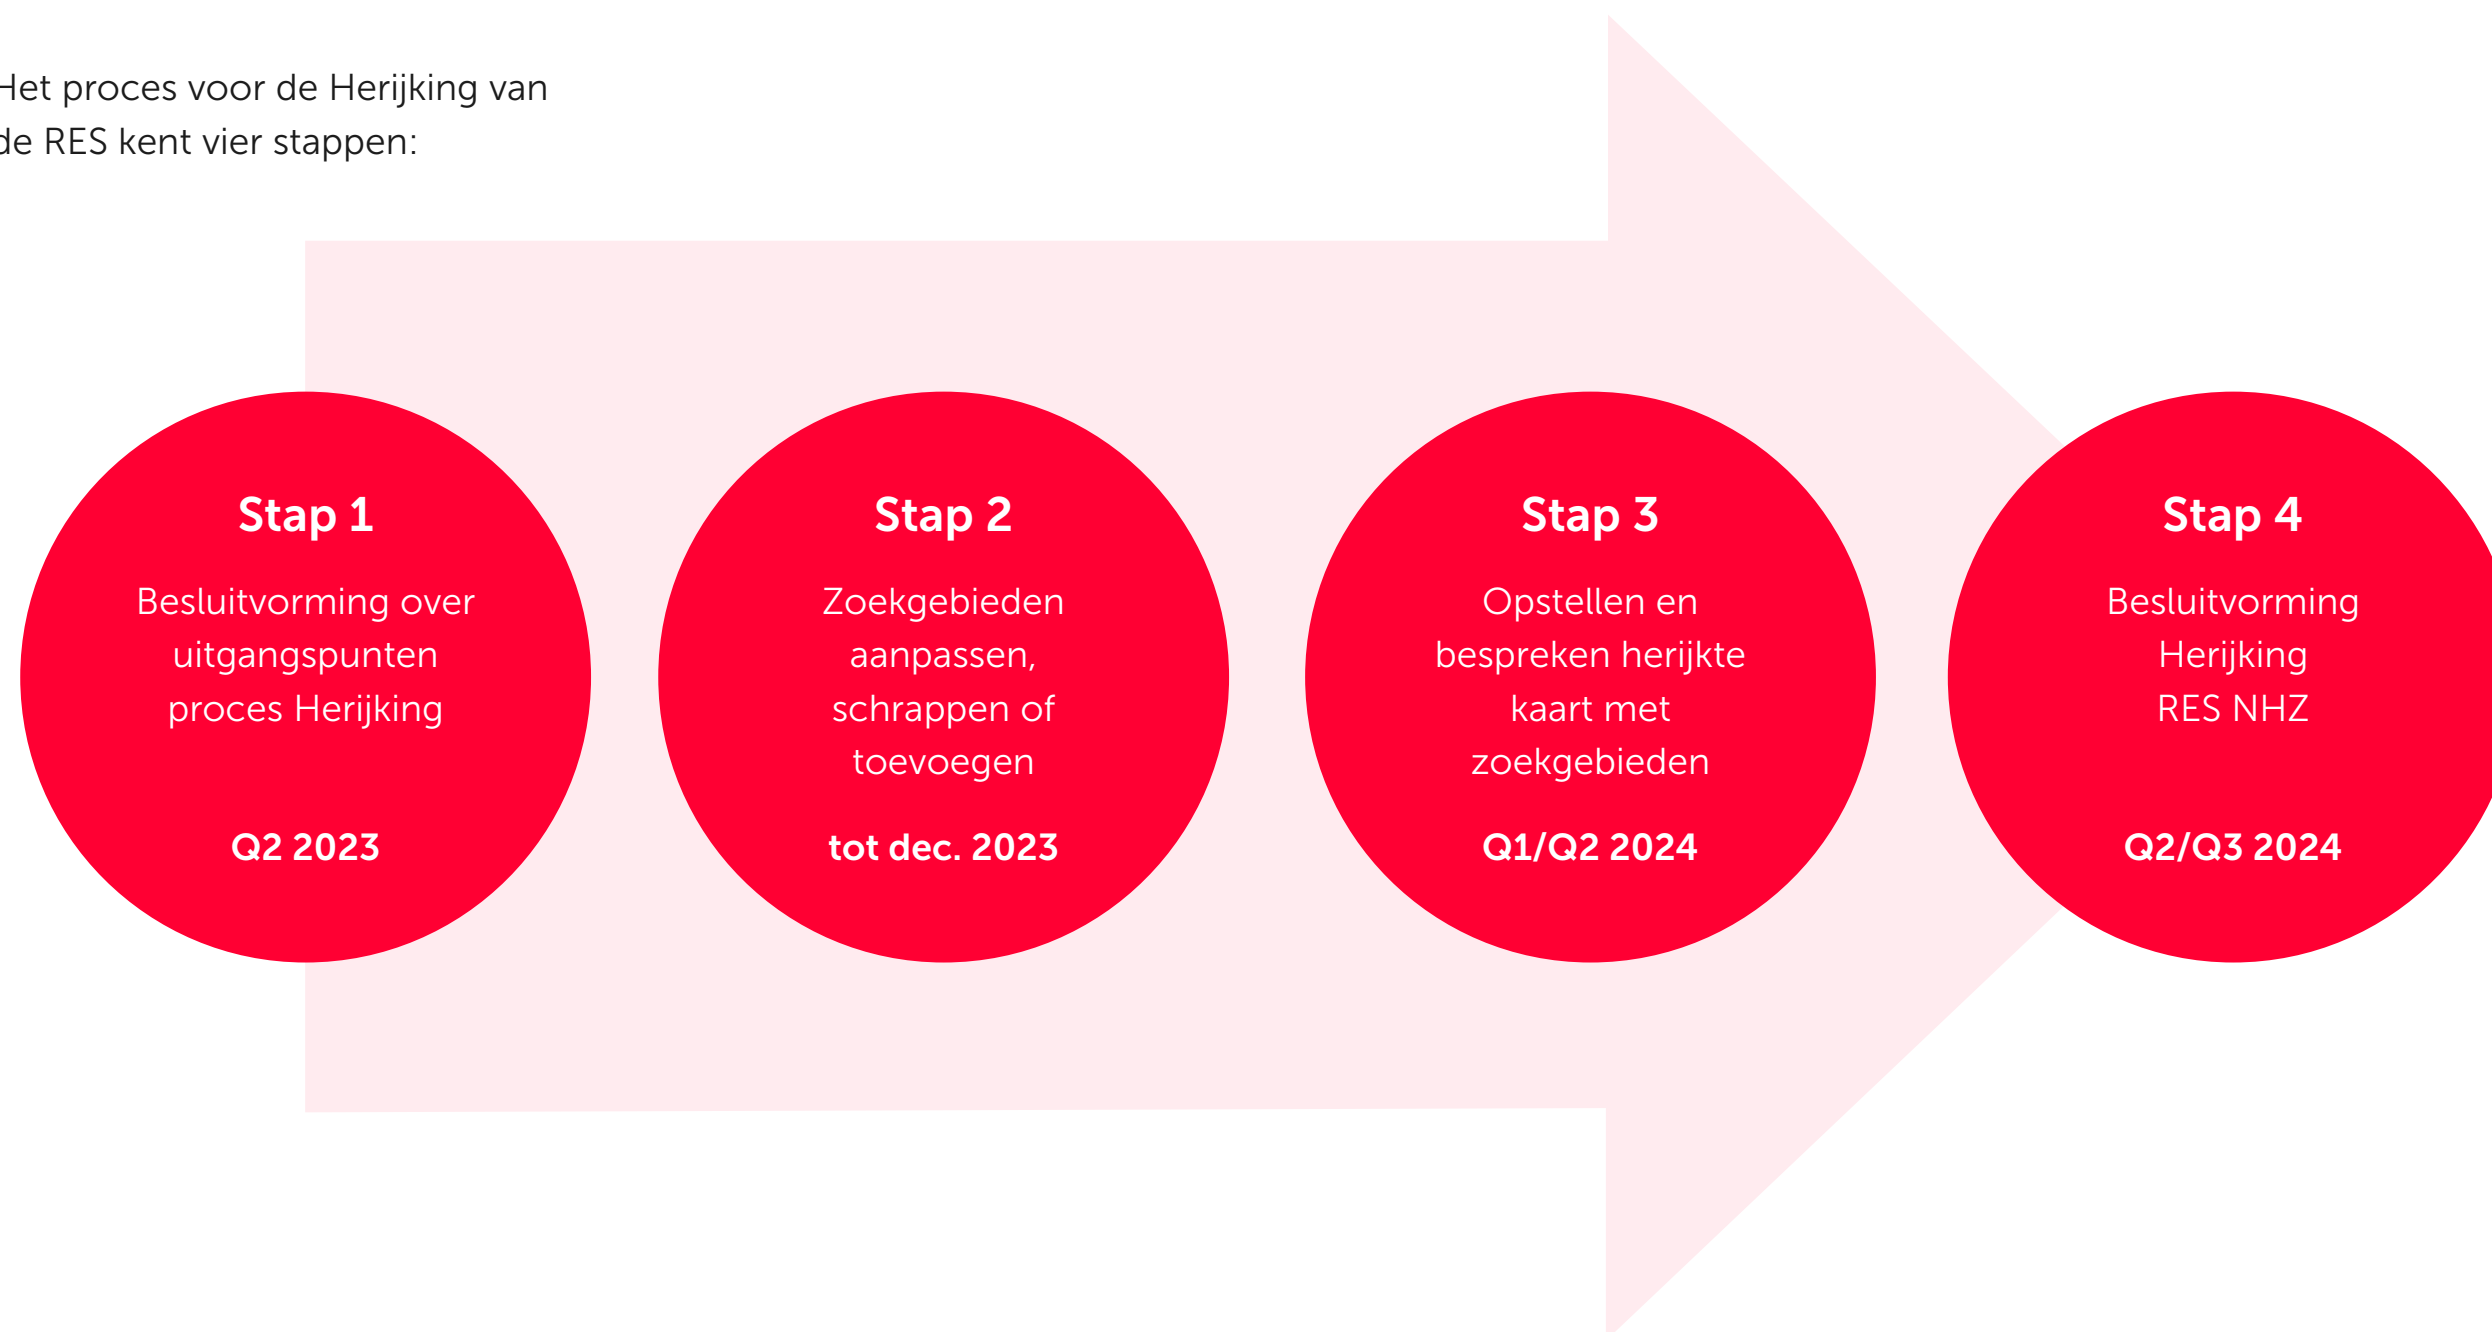 Het proces voor de Herijking van
de RES kent vier stappen:
Stap 1
Besluitvorming over
uitgangspunten
proces Herijking
Q2 2023
Stap 2
Zoekgebieden
aanpassen,
schrappen of
toevoegen
tot dec. 2023
Stap 3
Opstellen en
bespreken herijkte
kaart met
zoekgebieden
Q1/Q2 2024
Stap 4
Besluitvorming
Herijking
RES NHZ
Q2/Q3 2024